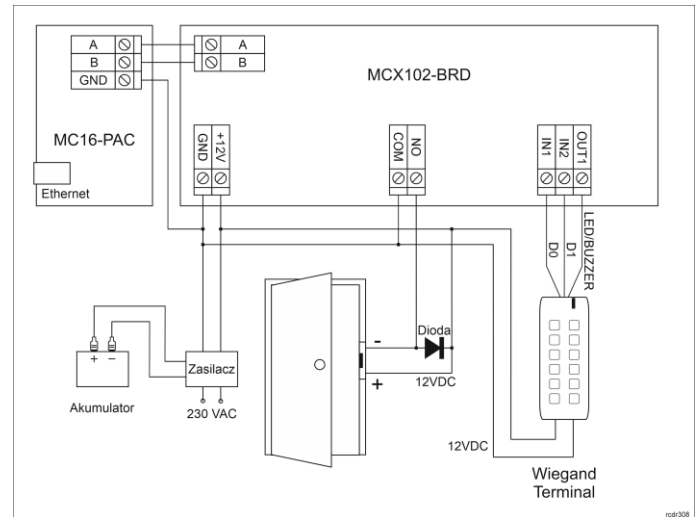 A
B
GND
A
B
MC16-PAC
Ethernet
MCX102-BRD
GND
+12V
COM
NO
IN1
IN2
OUT1
D0
D1
LED/BUZZER
+ –
Akumulator
Zasilacz
230 VAC
-
Dioda
+
12VDC
12VDC
Wiegand
Terminal
rcdr308